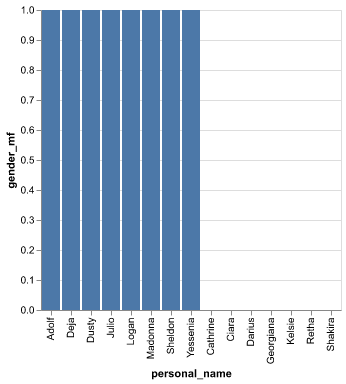 1.0
0.9
0.8
0.7
0.6
0.5
0.4
0.3
0.2
0.1
0.0
gender_mf
Adolf
Deja
Dusty
Julio
Logan
Madonna
Sheldon
Yessenia
Cathrine
Ciara
Darius
Georgiana
Kelsie
Retha
Shakira
personal_name